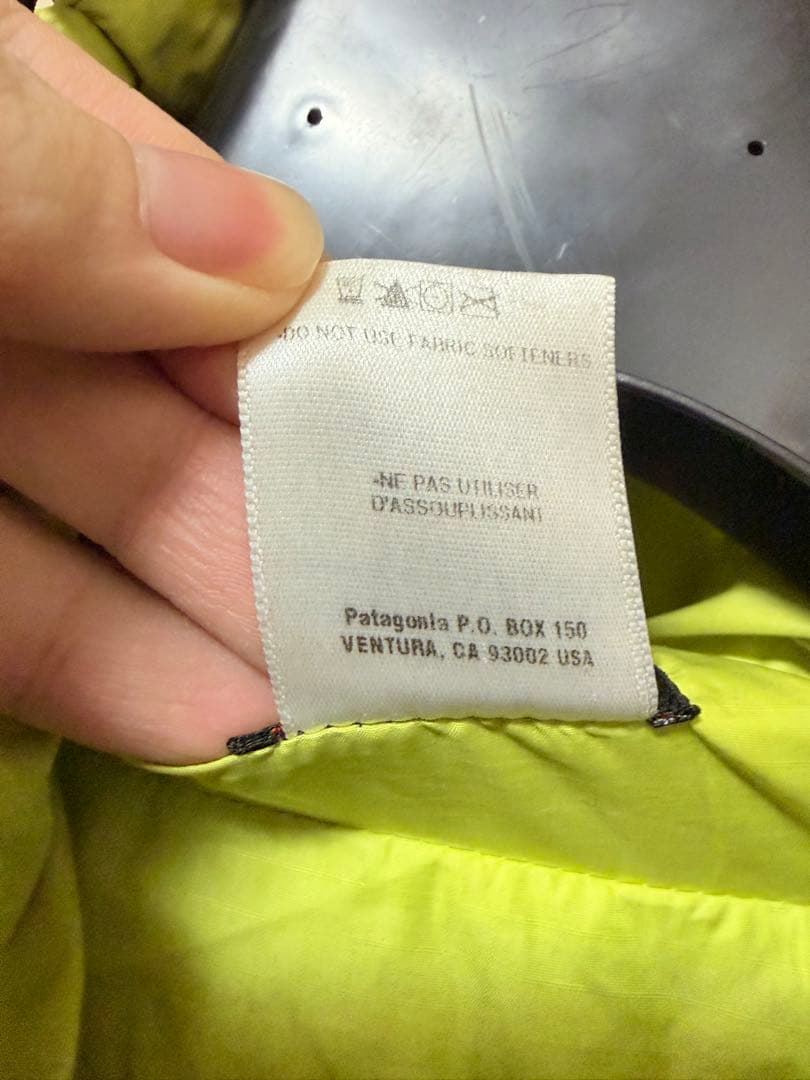 -DO NOT USE FABRIC SOFTENERS
-NE PAS UTILISER
D'ASSOUPLISSANT
Patagonia P.O. BOX 150
VENTURA, CA 93002 USA